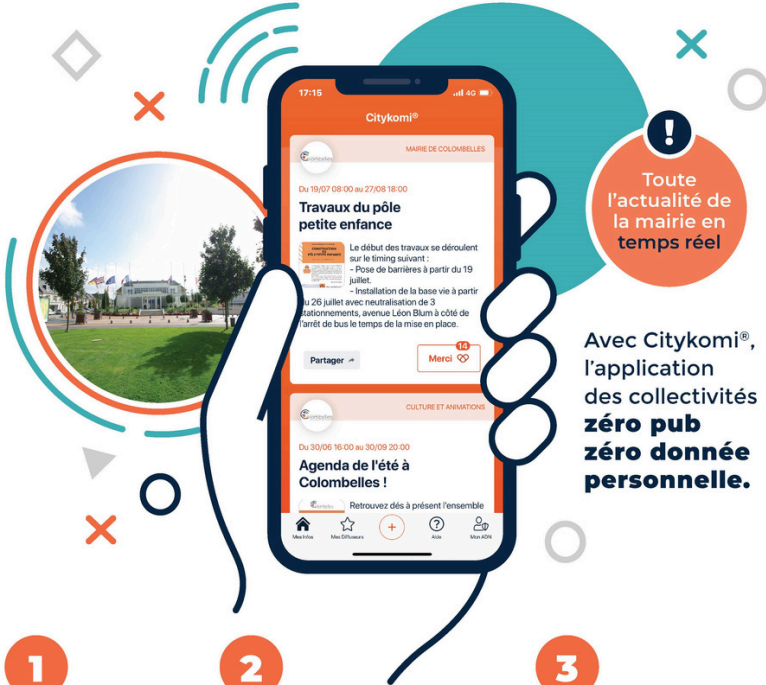 17:15
4G
Citykomi®
MAIRIE DE COLOMBELLES
Colombelles
Du 19/07 08:00 au 27/08 18:00
Travaux du pôle
petite enfance
CONSTRUCTION
Le début des travaux se déroulent
sur le timing suivant :
- Pose de barrières à partir du 19
juillet.
- Installation de la base vie à partir
du 26 juillet avec neutralisation de 3
stationnements, avenue Léon Blum à côté de
l'arrêt de bus le temps de la mise en place.
Partager
14
Merci
CULTURE ET ANIMATIONS
Colombelles
Du 30/06 16:00 au 30/09 20:00
Agenda de l'été à
Colombelles !
Retrouvez dés à présent l'ensemble
Mes Infos
Mes Diffuseurs
+
?
Aide
Mon ADN
!
Toute
l'actualité de
la mairie en
temps réel
Avec Citykomi®,
l'application
des collectivités
zéro pub
zéro donnée
personnelle.
1
2
3